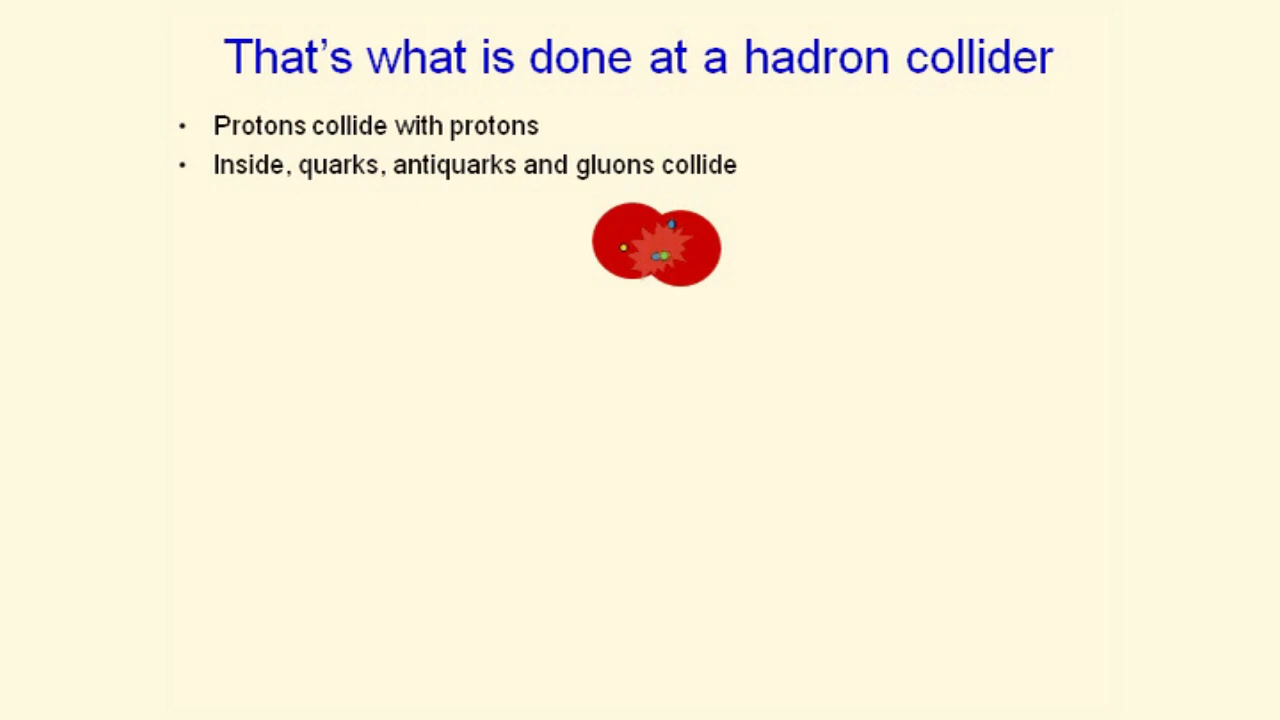 That’s what is done at a hadron collider
• Protons collide with protons
• Inside, quarks, antiquarks and gluons collide